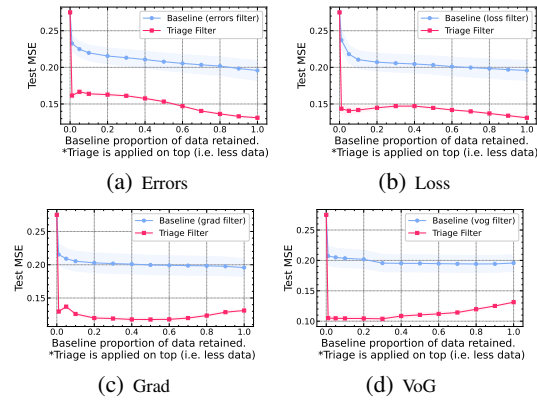 Baseline (errors filter)
Triage Filter
Test MSE
0.25
0.20
0.15
0.0 0.2 0.4 0.6 0.8 1.0
Baseline proportion of data retained.
*Triage is applied on top (i.e. less data)
(a) Errors
Baseline (loss filter)
Triage Filter
Test MSE
0.25
0.20
0.15
0.0 0.2 0.4 0.6 0.8 1.0
Baseline proportion of data retained.
*Triage is applied on top (i.e. less data)
(b) Loss
Baseline (grad filter)
Triage Filter
Test MSE
0.25
0.20
0.15
0.0 0.2 0.4 0.6 0.8 1.0
Baseline proportion of data retained.
*Triage is applied on top (i.e. less data)
(c) Grad
Baseline (vog filter)
Triage Filter
Test MSE
0.25
0.20
0.15
0.10
0.0 0.2 0.4 0.6 0.8 1.0
Baseline proportion of data retained.
*Triage is applied on top (i.e. less data)
(d) VoG